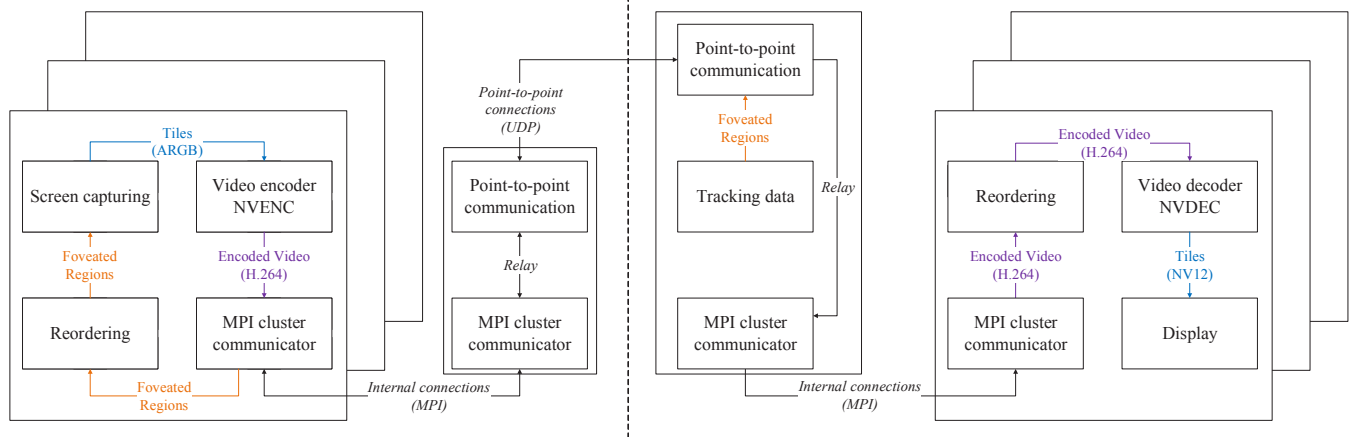 Tiles
(ARGB)
Screen capturing
Video encoder
NVENC
Foveated
Regions
Encoded Video
(H.264)
Reordering
MPI cluster
communicator
Foveated
Regions
Internal connections
(MPI)
Point-to-point
connections
(UDP)
Point-to-point
communication
Relay
MPI cluster
communicator
Point-to-point
communication
Foveated
Regions
Tracking data
Relay
MPI cluster
communicator
Internal connections
(MPI)
Encoded Video
(H.264)
Reordering
Video decoder
NVDEC
Encoded Video
(H.264)
Tiles
(NV12)
MPI cluster
communicator
Display